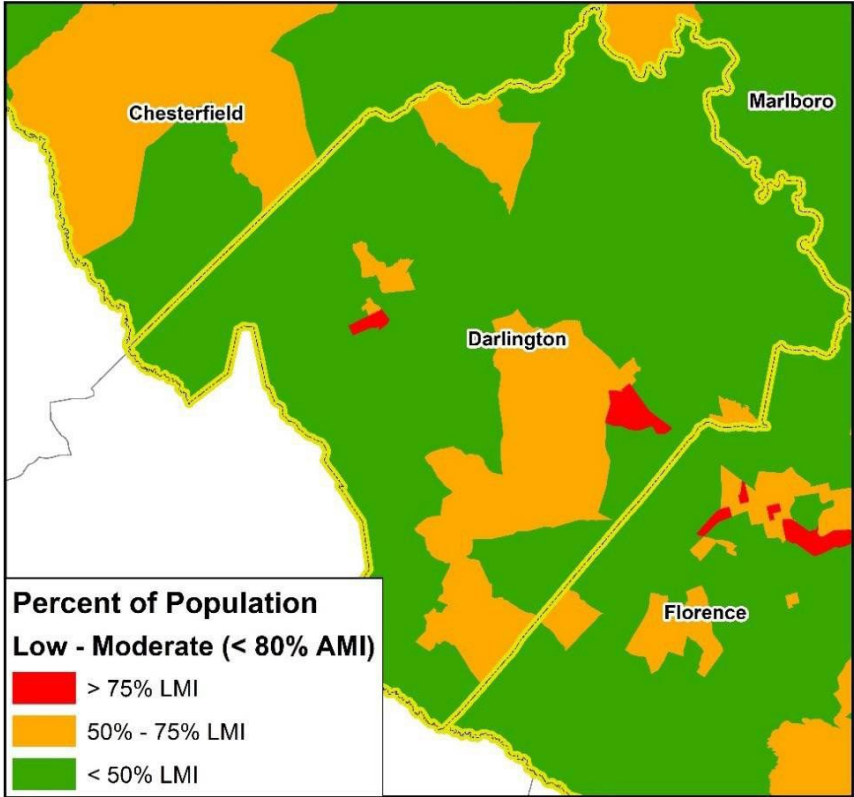 Chesterfield
Marlboro
Darlington
Florence
Percent of Population
Low - Moderate (< 80% AMI)
> 75% LMI
50% - 75% LMI
< 50% LMI